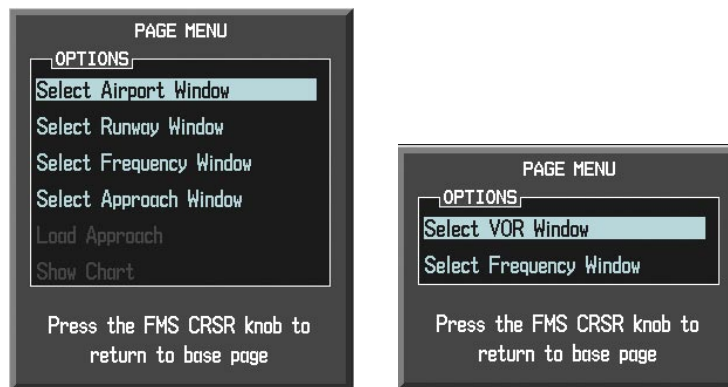 PAGE MENU
OPTIONS
Select Airport Window
Select Runway Window
Select Frequency Window
Select Approach Window
Load Approach
Show Chart
Press the FMS CRSR knob to
return to base page
PAGE MENU
OPTIONS
Select VOR Window
Select Frequency Window
Press the FMS CRSR knob to
return to base page